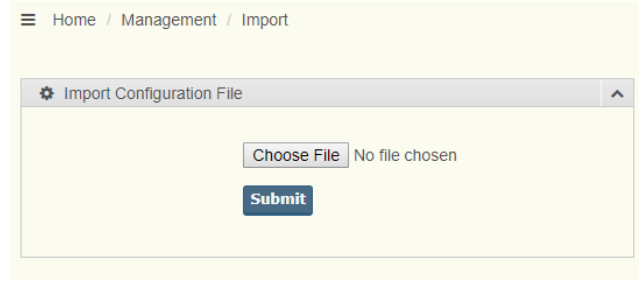 Home / Management / Import
Import Configuration File
Choose File No file chosen
Submit